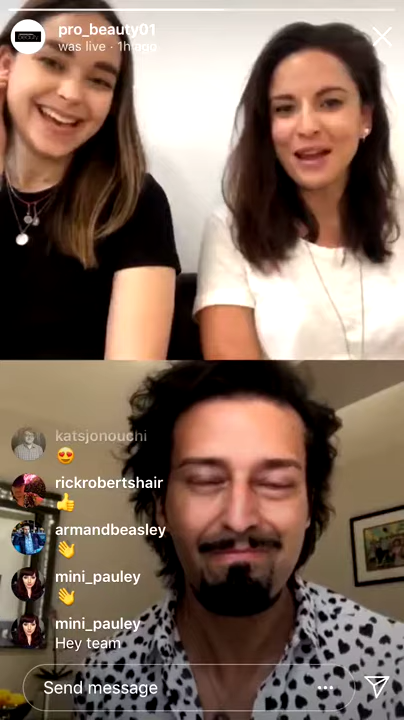 pro_beauty01
was live · 1h ago
katsjonouchi
😍
rickrobertshair
👍
armandbeasley
👋
mini_pauley
👋
mini_pauley
Hey team
Send message